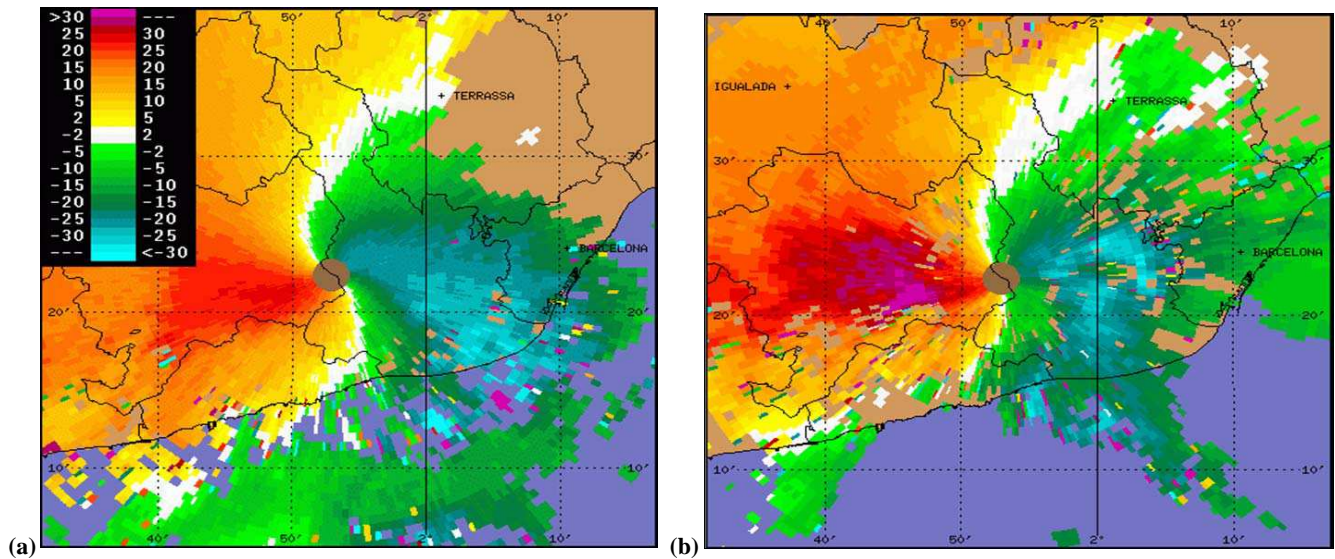 >30 ---
25 30
20 25
15 20
10 15
5 10
2 5
-2 2
-5 -2
-10 -5
-15 -10
-20 -15
-25 -20
-30 -25
--- <-30
50' 2 10'
+ TERRASSA
30'
+ BARCELONA
20' 20'
10' 10'
40' 50' 2 10'
(a)
40' 50' 2 10'
IGUALADA +
+ TERRASSA
30' 30'
+ BARCELONA
20' 20'
10' 10'
40' 50' 2 10'
(b)